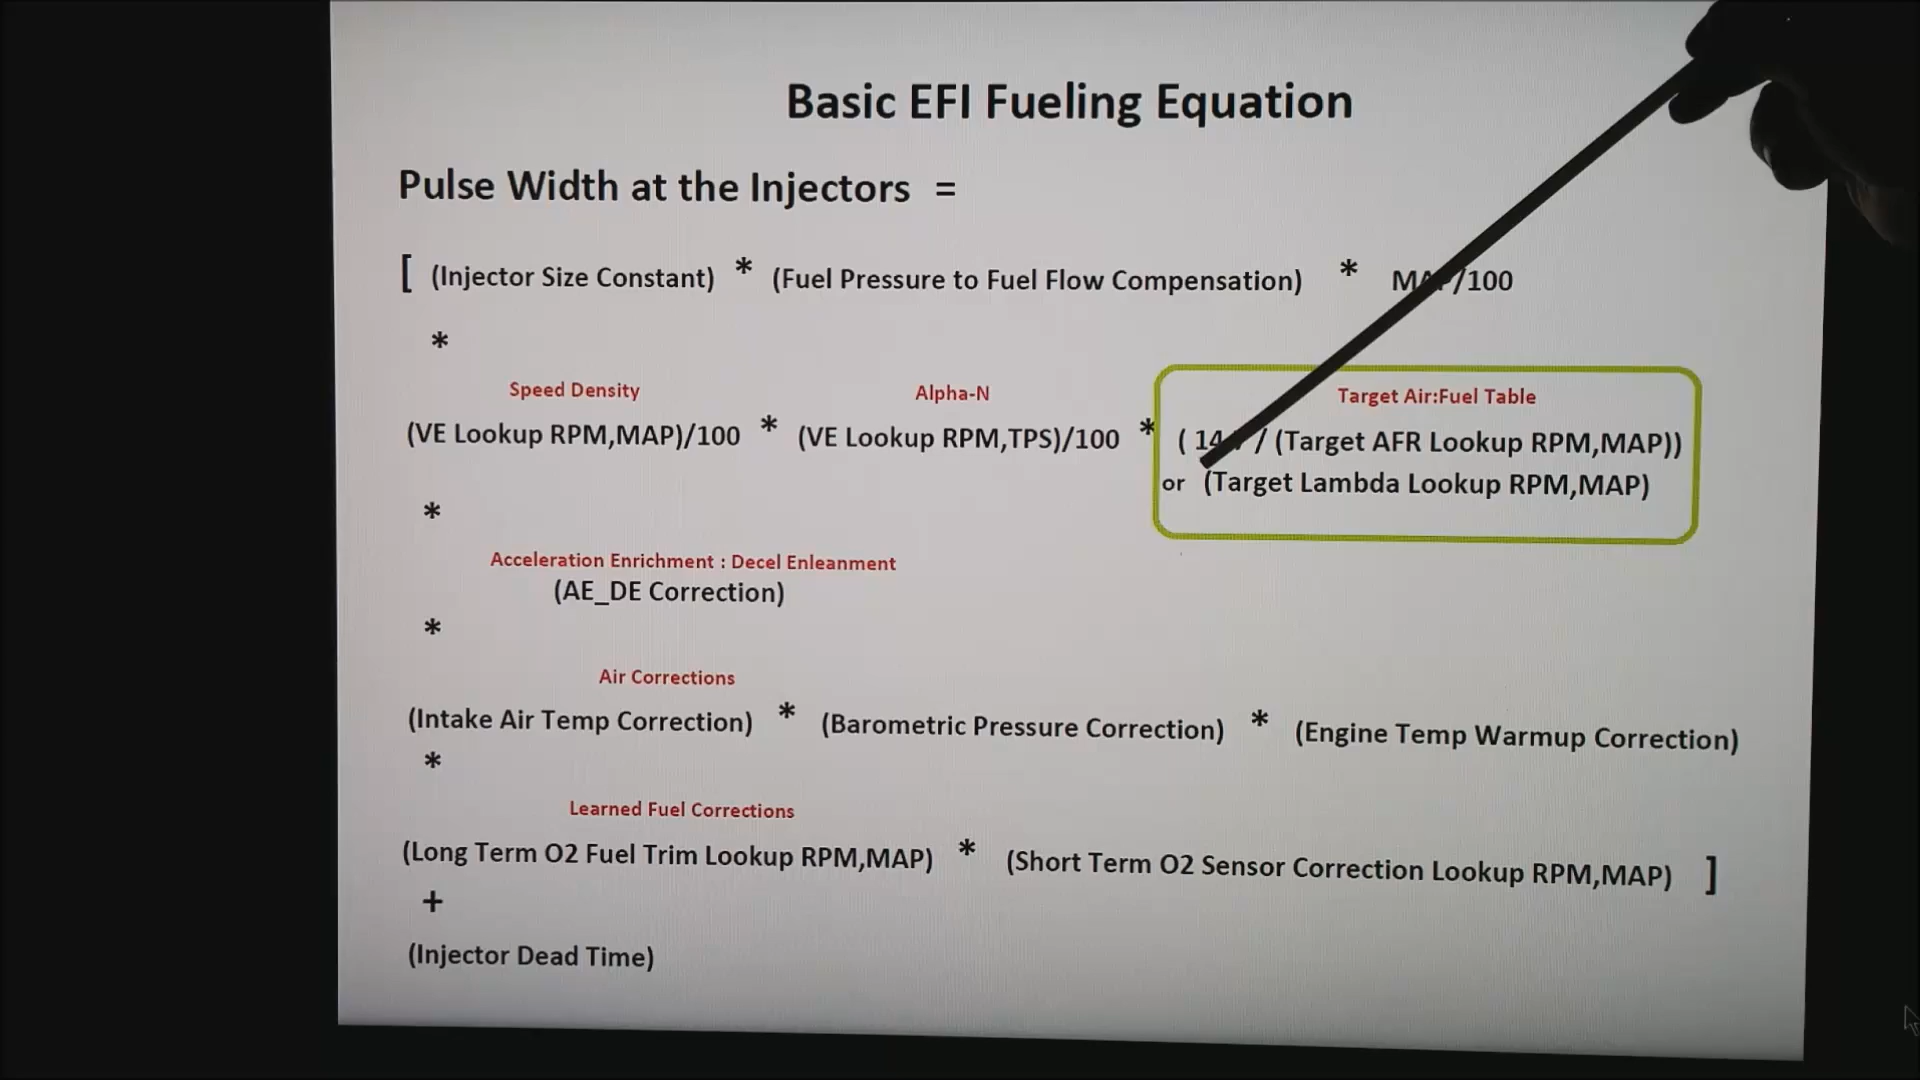 Basic EFI Fueling Equation
Pulse Width at the Injectors =
[ (Injector Size Constant) * (Fuel Pressure to Fuel Flow Compensation) * /100
*
Speed Density Alpha-N Target Air:Fuel Table
(VE Lookup RPM,MAP)/100 * (VE Lookup RPM,TPS)/100 * ( / (Target AFR Lookup RPM,MAP))
or (Target Lambda Lookup RPM,MAP)
*
Acceleration Enrichment : Decel Enleanment
(AE_DE Correction)
*
Air Corrections
(Intake Air Temp Correction) * (Barometric Pressure Correction) * (Engine Temp Warmup Correction)
*
Learned Fuel Corrections
(Long Term O2 Fuel Trim Lookup RPM,MAP) * (Short Term O2 Sensor Correction Lookup RPM,MAP) ]
+
(Injector Dead Time)